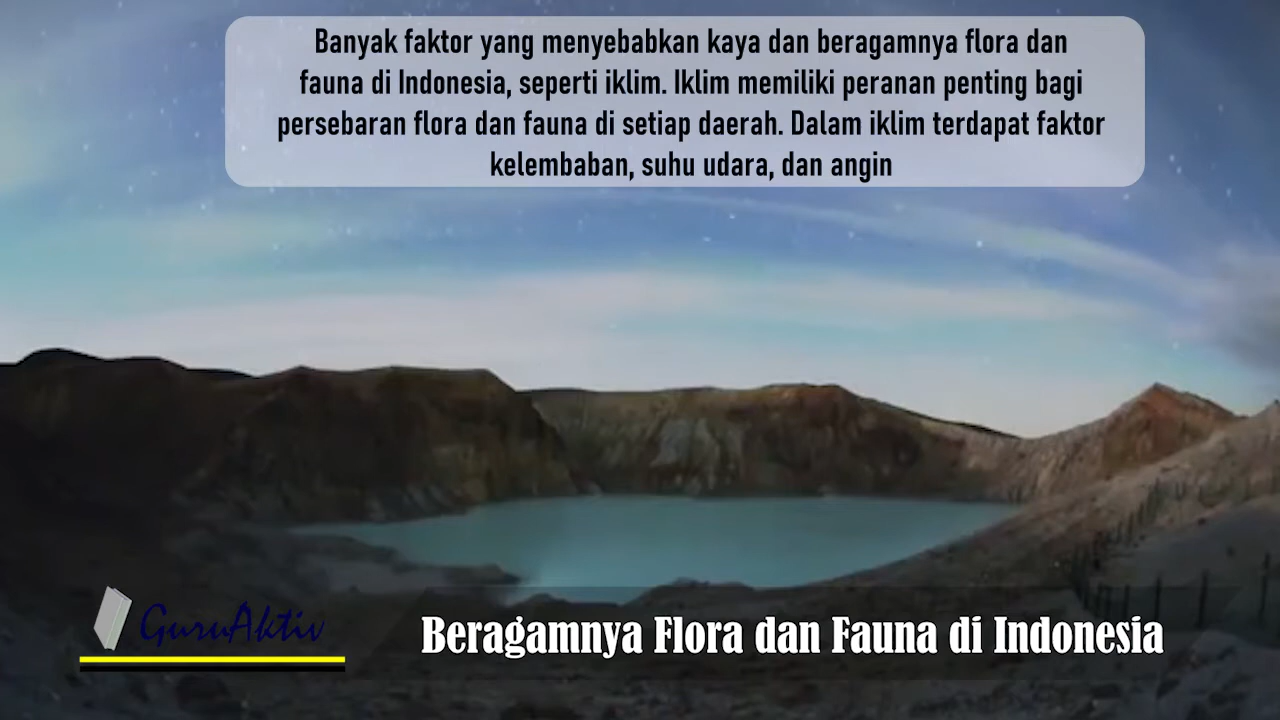 Banyak faktor yang menyebabkan kaya dan beragamnya flora dan
fauna di Indonesia, seperti iklim. Iklim memiliki peranan penting bagi
persebaran flora dan fauna di setiap daerah. Dalam iklim terdapat faktor
kelembaban, suhu udara, dan angin
GuruAktiv
Beragamnya Flora dan Fauna di Indonesia